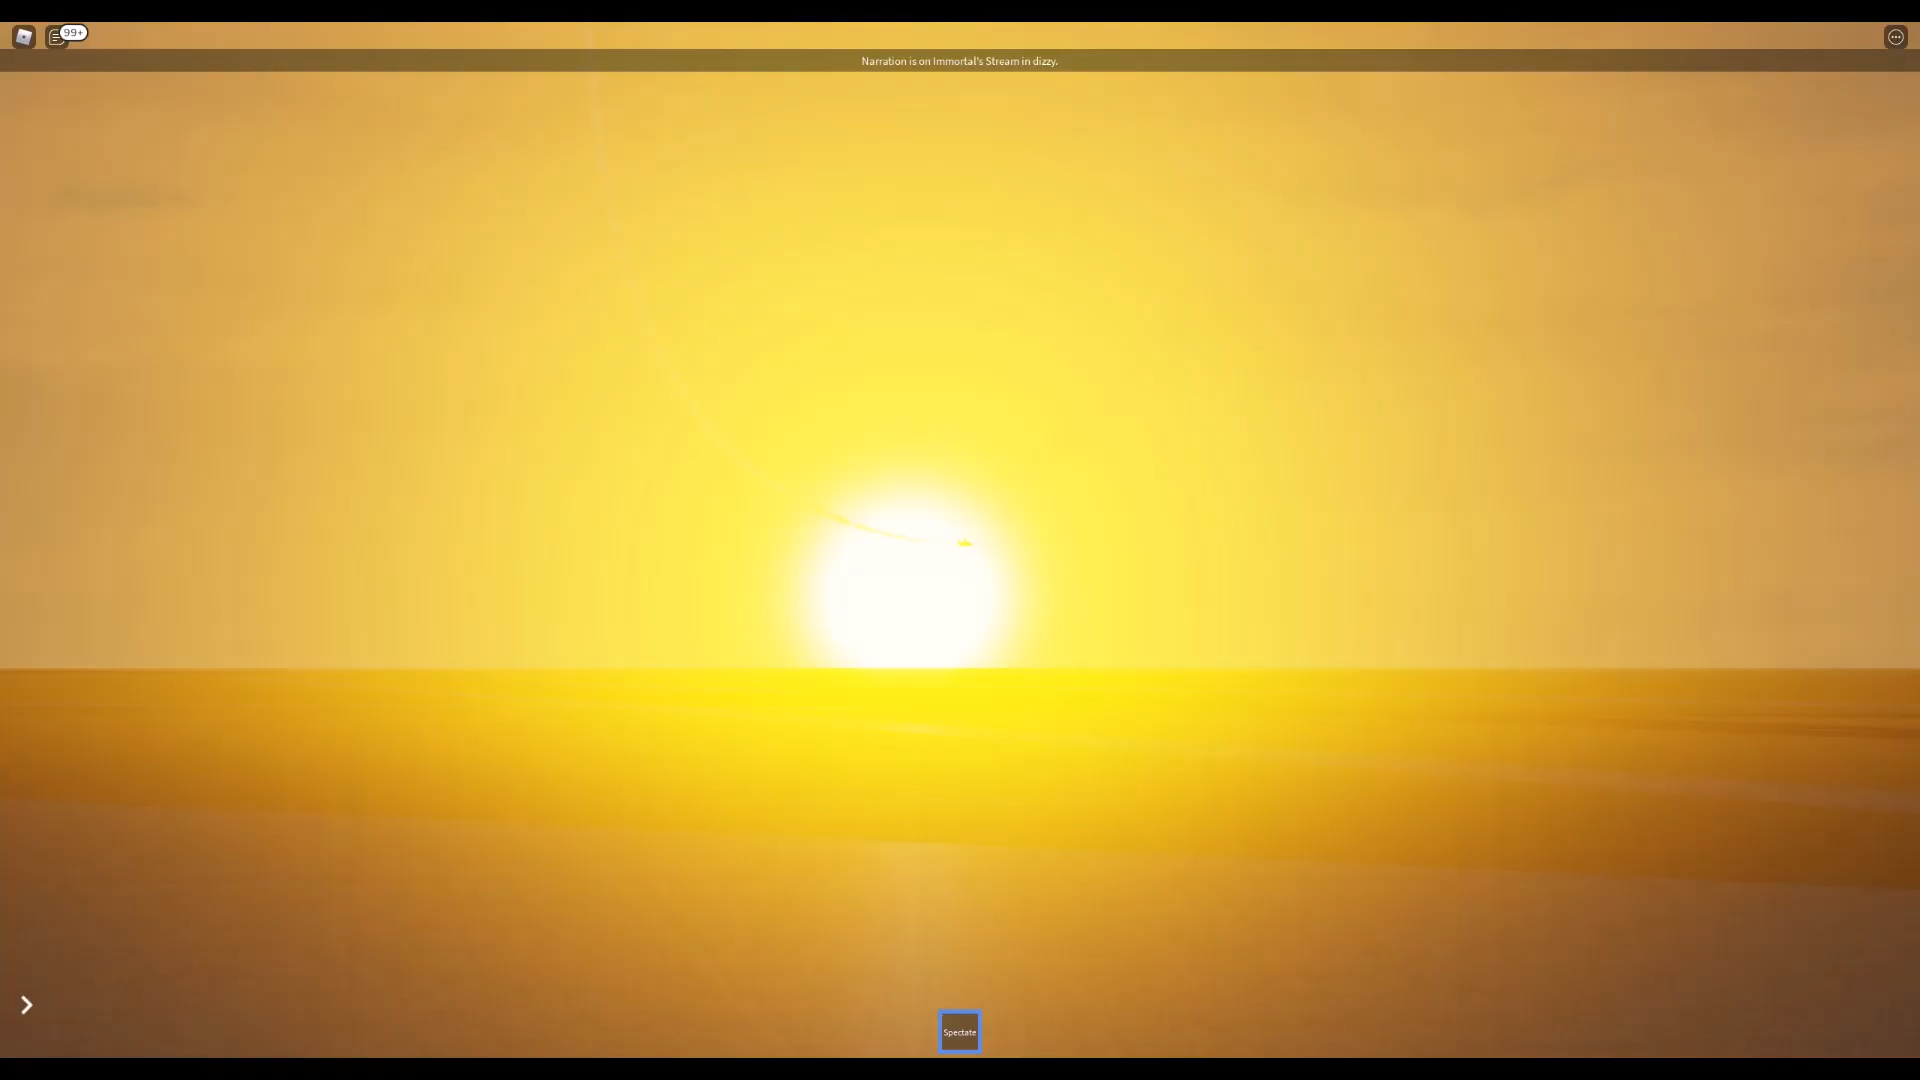 99+
Narration is on Immortal's Stream in dizzy.
Spectate